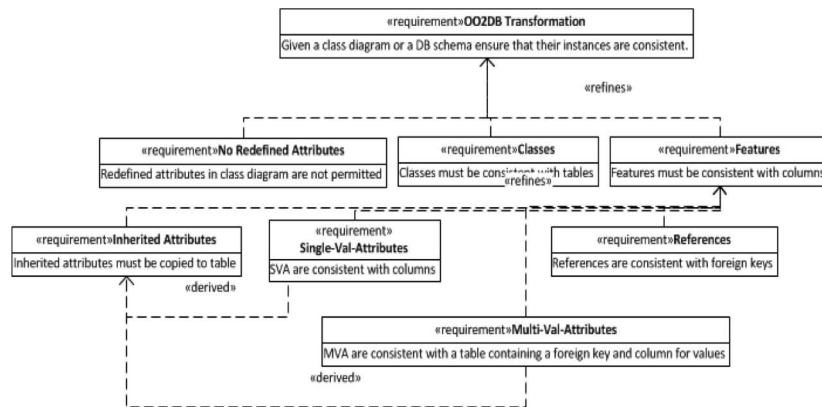 «requirement»OO2DB Transformation
Given a class diagram or a DB schema ensure that their instances are consistent.
«refines»
«requirement»No Redefined Attributes
Redefined attributes in class diagram are not permitted
«requirement»Classes
Classes must be consistent with tables
«requirement»Features
Features must be consistent with columns
«refines»
«requirement»Inherited Attributes
Inherited attributes must be copied to table
«requirement»
Single-Val-Attributes
SVA are consistent with columns
«requirement»References
References are consistent with foreign keys
«derived»
«requirement»Multi-Val-Attributes
MVA are consistent with a table containing a foreign key and column for values
«derived»